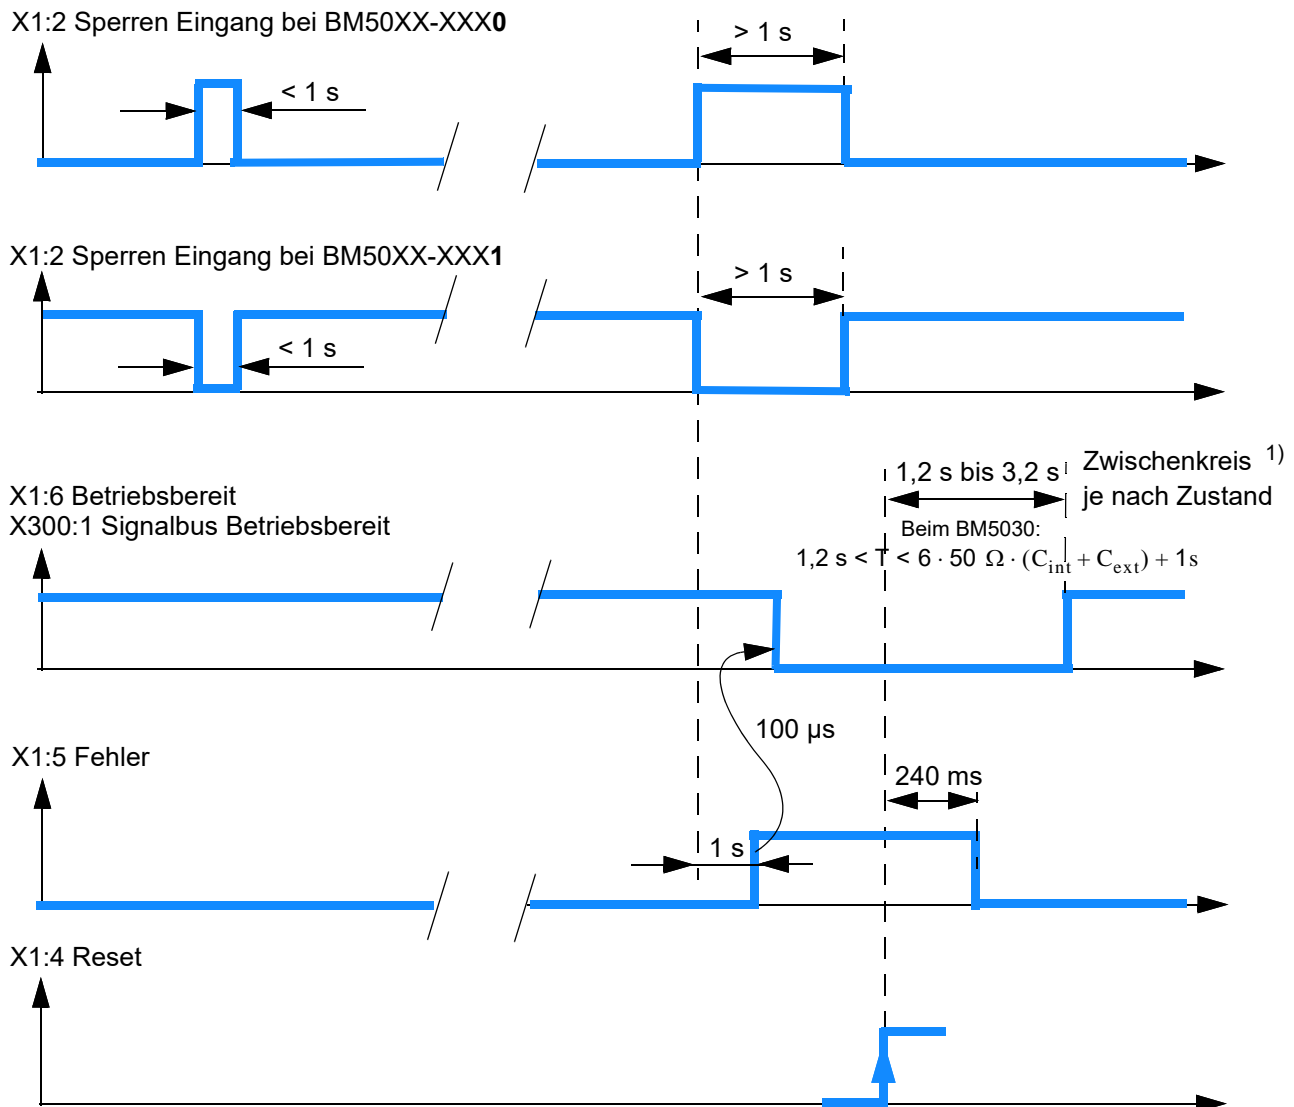 X1:2 Sperren Eingang bei BM50XX-XXX0
> 1 s
< 1 s
X1:2 Sperren Eingang bei BM50XX-XXX1
> 1 s
< 1 s
1,2 s bis 3,2 s Zwischenkreis 1)
je nach Zustand
X1:6 Betriebsbereit
X300:1 Signalbus Betriebsbereit
Beim BM5030:
1,2 s < T < 6 · 50 Ω · (C_int + C_ext) + 1s
100 µs
X1:5 Fehler
240 ms
1 s
X1:4 Reset